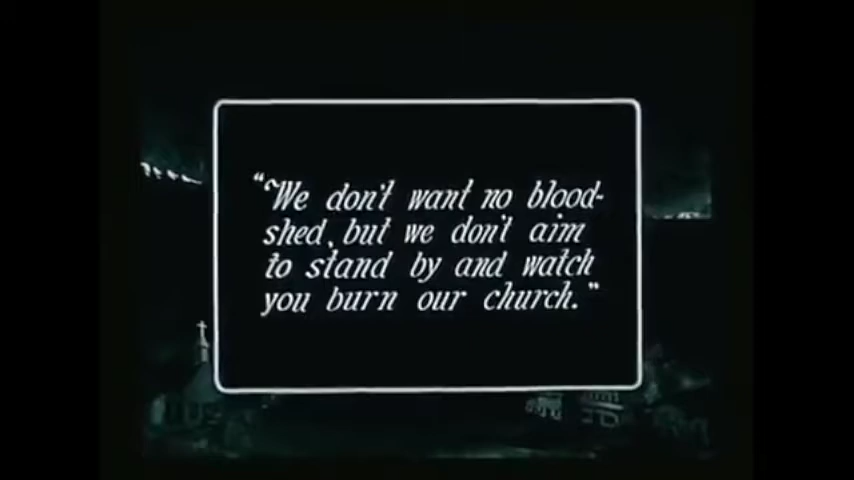 "We don't want no blood-
shed, but we don't aim
to stand by and watch
you burn our church."